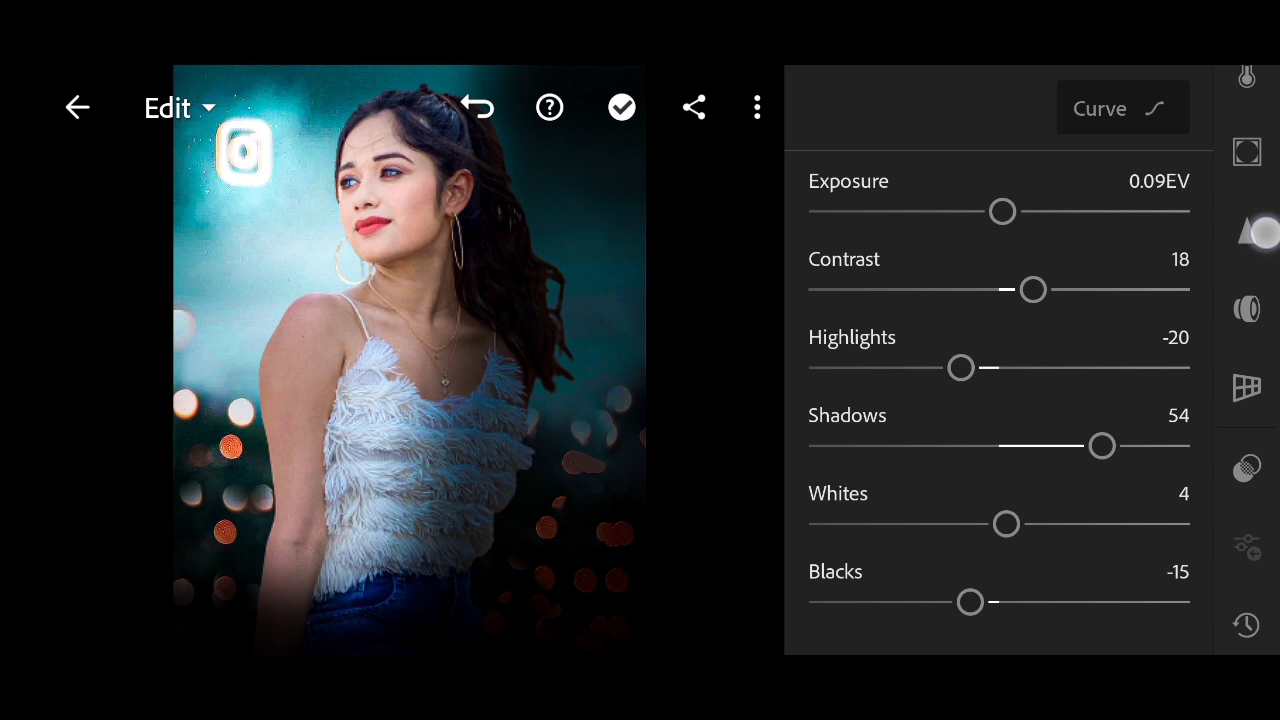 Edit
Curve
Exposure 0.09EV
Contrast 18
Highlights -20
Shadows 54
Whites 4
Blacks -15